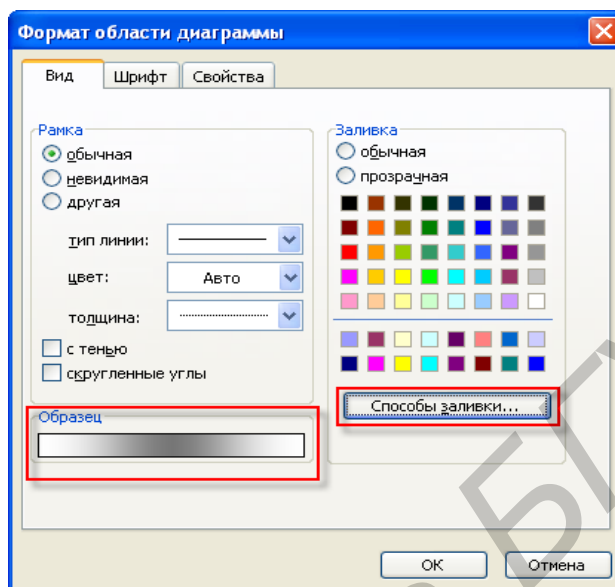 Формат области диаграммы
Вид Шрифт Свойства
Рамка
обычная
невидимая
другая
тип линии:
цвет: Авто
толщина:
с тенью
скругленные углы
Образец
Заливка
обычная
прозрачная
Способы заливки...
ОК Отмена
БГУ